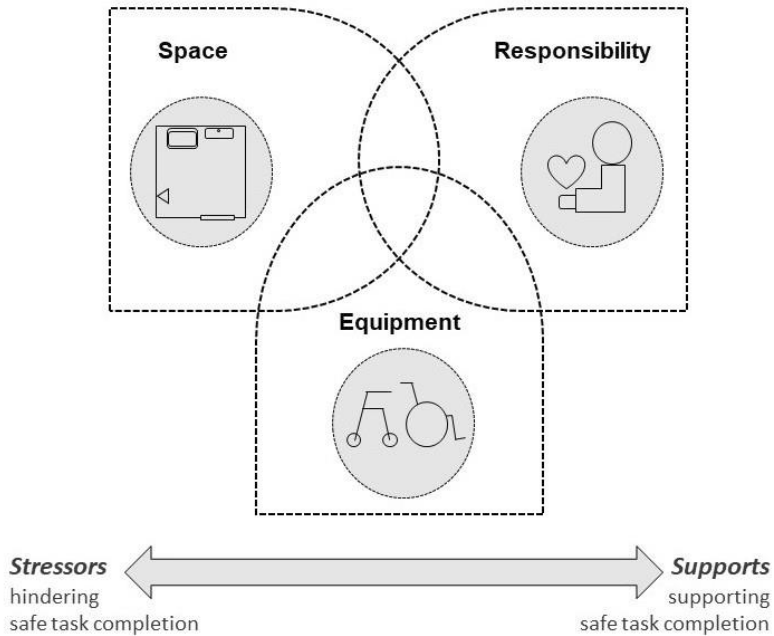 Space
Responsibility
Equipment
Stressors
hindering
safe task completion
Supports
supporting
safe task completion